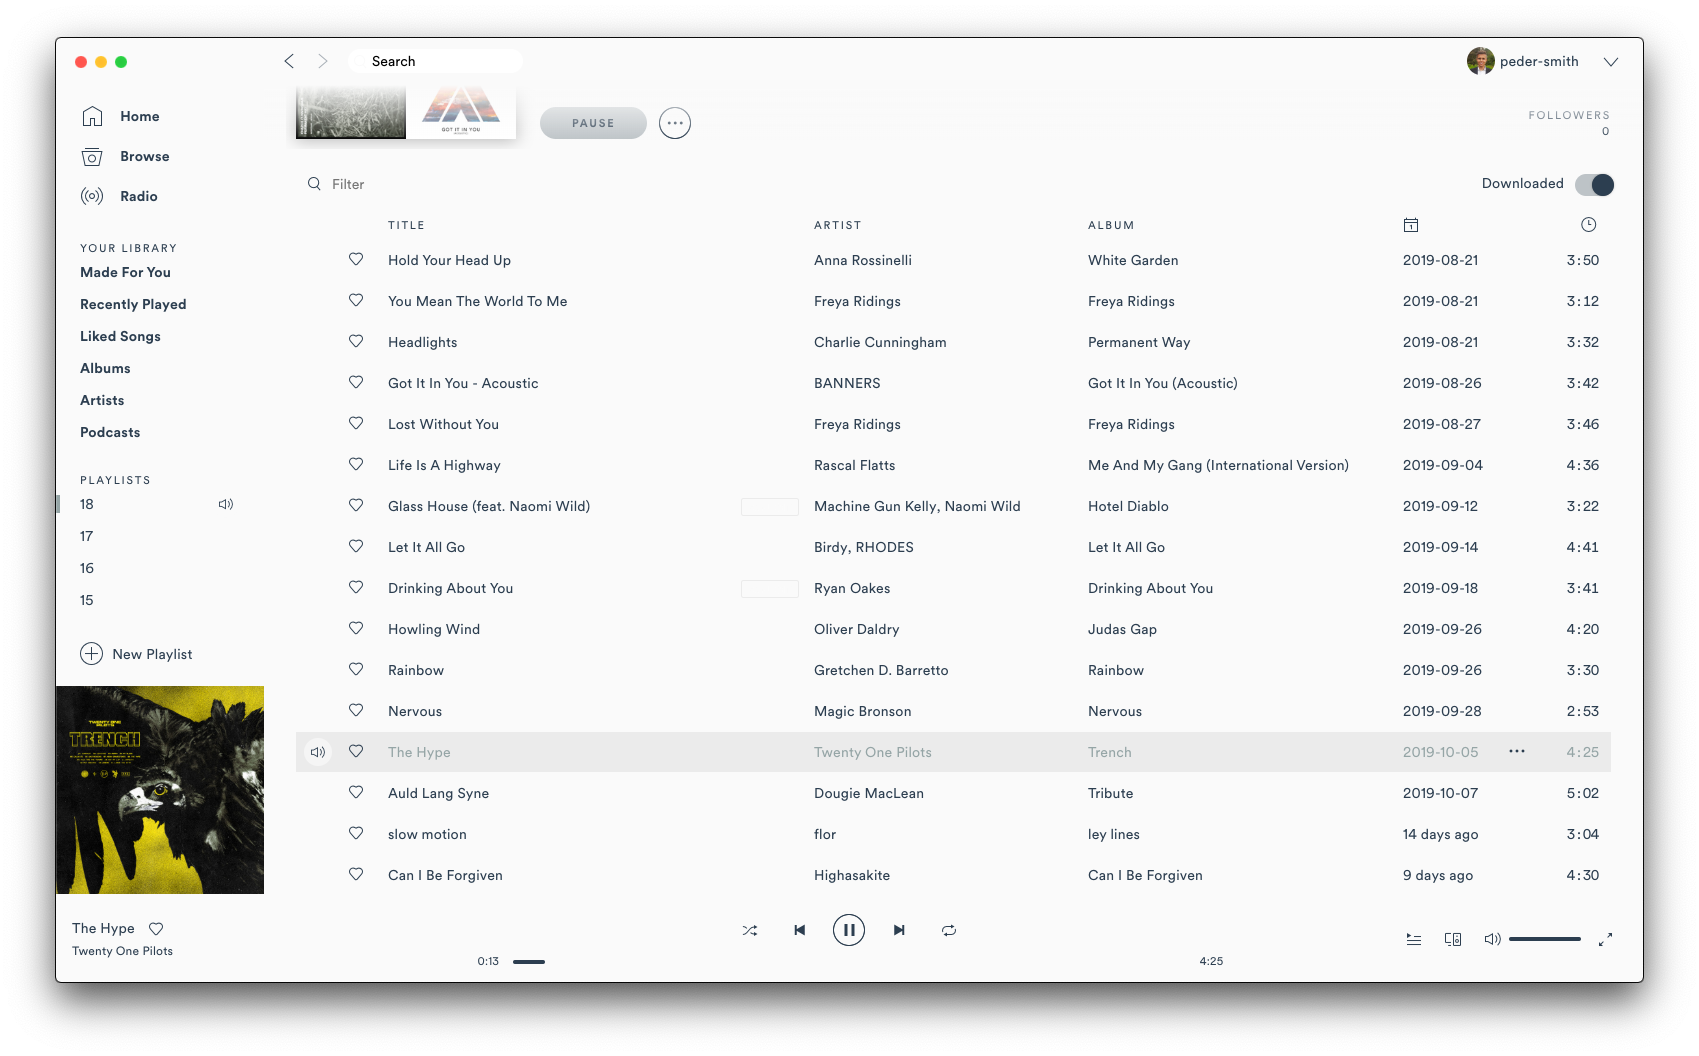 Search
peder-smith
Home
Browse
Radio
YOUR LIBRARY
Made For You
Recently Played
Liked Songs
Albums
Artists
Podcasts
PLAYLISTS
18
17
16
15
New Playlist
TWENTY ONE
PILOTS
TRENCH
The Hype
Twenty One Pilots
GOT IT IN YOU
PAUSE
FOLLOWERS
0
Filter
Downloaded
TITLE ARTIST ALBUM
Hold Your Head Up Anna Rossinelli White Garden 2019-08-21 3:50
You Mean The World To Me Freya Ridings Freya Ridings 2019-08-21 3:12
Headlights Charlie Cunningham Permanent Way 2019-08-21 3:32
Got It In You - Acoustic BANNERS Got It In You (Acoustic) 2019-08-26 3:42
Lost Without You Freya Ridings Freya Ridings 2019-08-27 3:46
Life Is A Highway Rascal Flatts Me And My Gang (International Version) 2019-09-04 4:36
Glass House (feat. Naomi Wild) Machine Gun Kelly, Naomi Wild Hotel Diablo 2019-09-12 3:22
Let It All Go Birdy, RHODES Let It All Go 2019-09-14 4:41
Drinking About You Ryan Oakes Drinking About You 2019-09-18 3:41
Howling Wind Oliver Daldry Judas Gap 2019-09-26 4:20
Rainbow Gretchen D. Barretto Rainbow 2019-09-26 3:30
Nervous Magic Bronson Nervous 2019-09-28 2:53
The Hype Twenty One Pilots Trench 2019-10-05 4:25
Auld Lang Syne Dougie MacLean Tribute 2019-10-07 5:02
slow motion flor ley lines 14 days ago 3:04
Can I Be Forgiven Highasakite Can I Be Forgiven 9 days ago 4:30
0:13
4:25